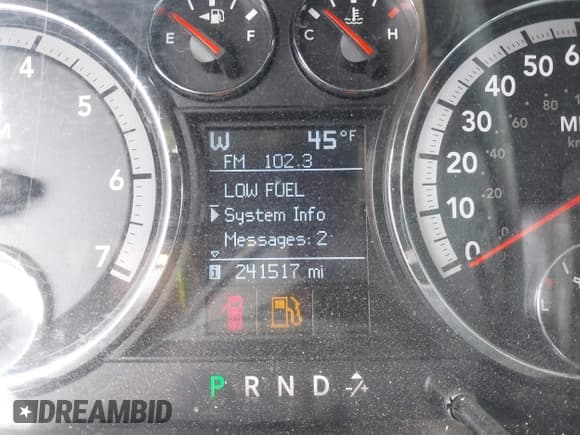 E F
C H
4
5
6
7
W 45°F
FM 102.3
LOW FUEL
System Info
Messages: 2
i 241517 mi
60
50
40
30
20
10
0
P R N D -/+
L
DREAMBID